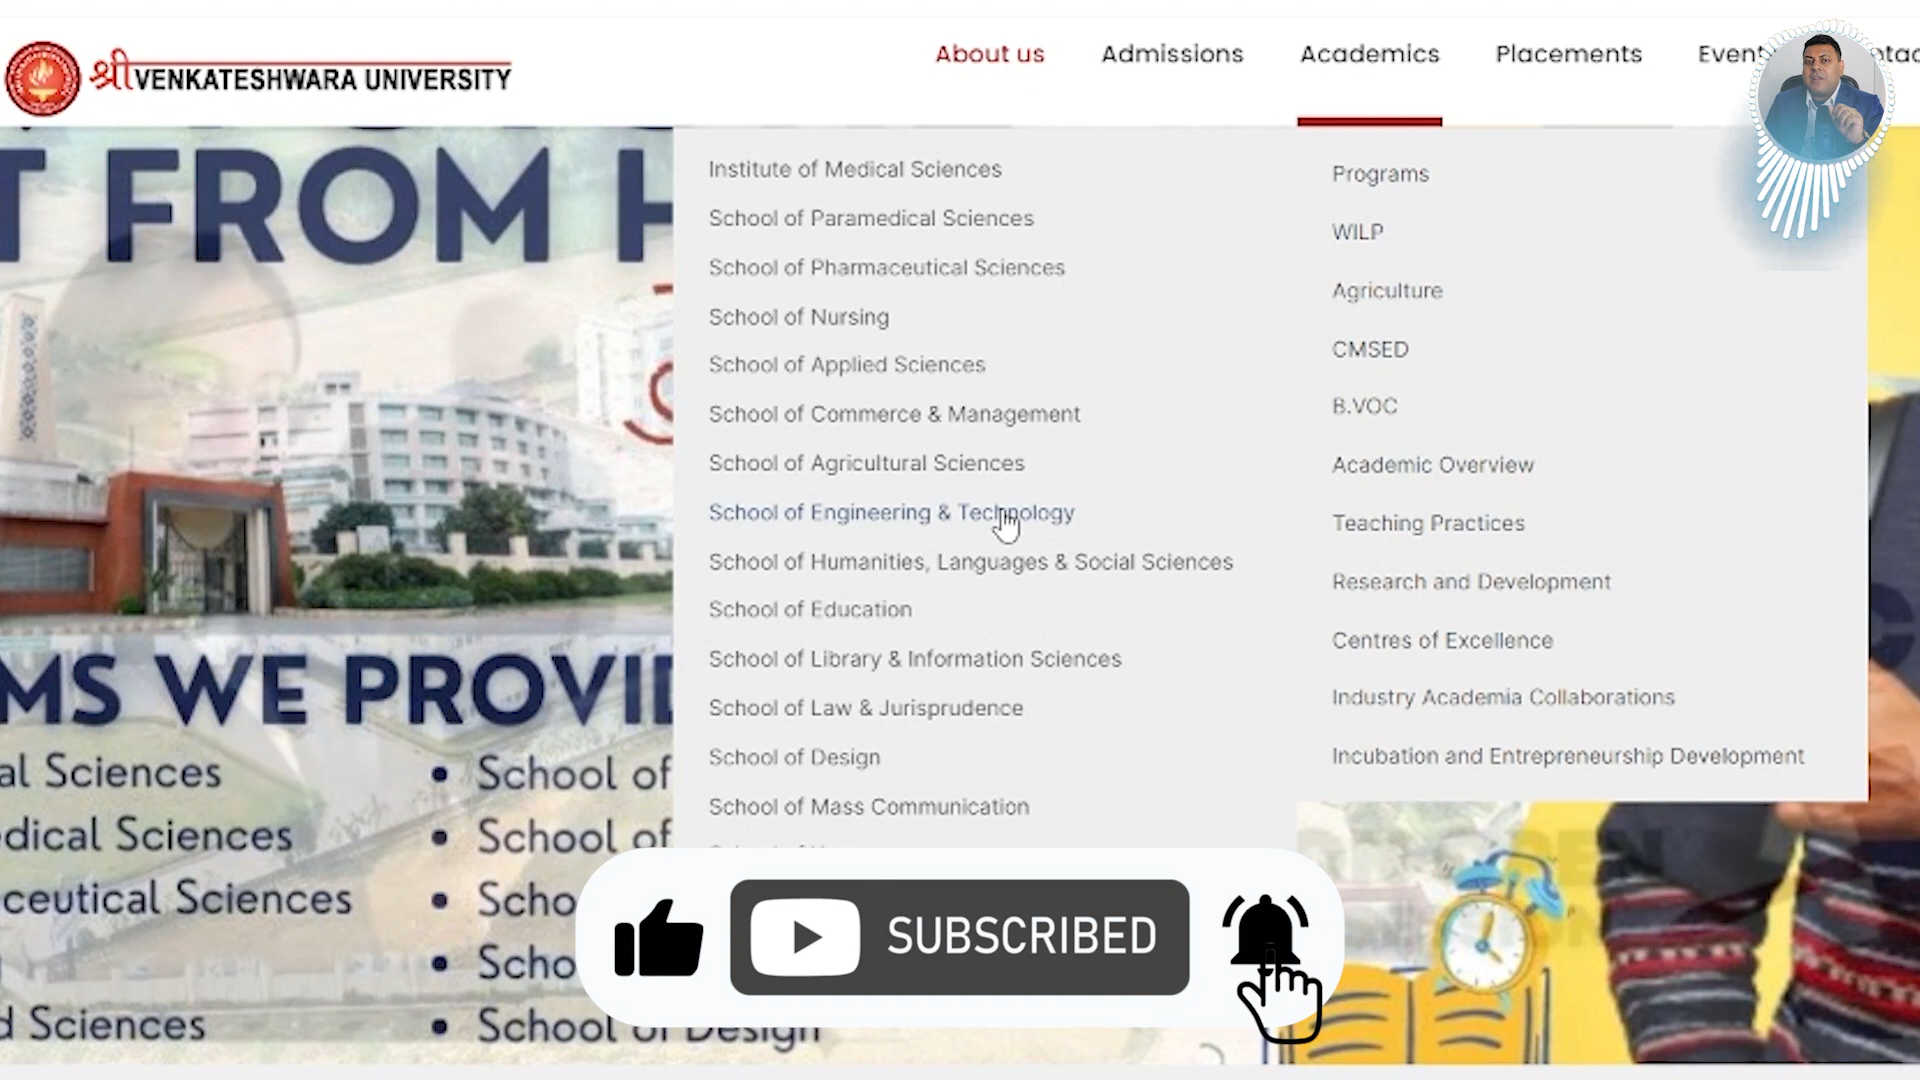 श्री VENKATESHWARA UNIVERSITY
About us
Admissions
Academics
Placements
FROM
Institute of Medical Sciences
School of Paramedical Sciences
School of Pharmaceutical Sciences
School of Nursing
School of Applied Sciences
School of Commerce & Management
School of Agricultural Sciences
School of Engineering & Technology
School of Humanities, Languages & Social Sciences
School of Education
School of Library & Information Sciences
School of Law & Jurisprudence
School of Design
School of Mass Communication
Programs
WILP
Agriculture
CMSED
B.VOC
Academic Overview
Teaching Practices
Research and Development
Centres of Excellence
Industry Academia Collaborations
Incubation and Entrepreneurship Development
MS WE PROVI
al Sciences
dical Sciences
ceutical Sciences
d Sciences
• School of
• School of
• Scho
• Scho
• School of Design
SUBSCRIBED